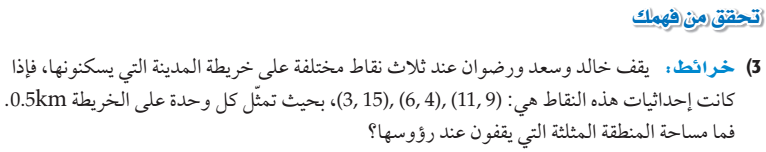 تحقق من فهمك
3) خرائط: يقف خالد وسعد ورضوان عند ثلاث نقاط مختلفة على خريطة المدينة التي يسكنونها، فإذا
كانت إحداثيات هذه النقاط هي: (11, 9), (6, 4), (3, 15)، بحيث تمثّل كل وحدة على الخريطة 0.5km.
فما مساحة المنطقة المثلثة التي يقفون عند رؤوسها؟